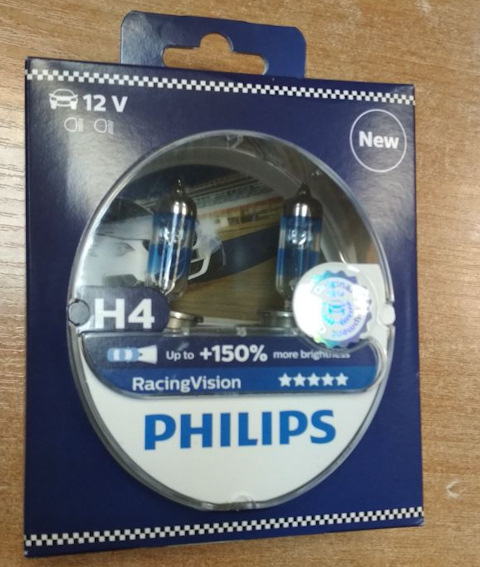 12 V
New
H4
Up to +150% more brightness
RacingVision
PHILIPS